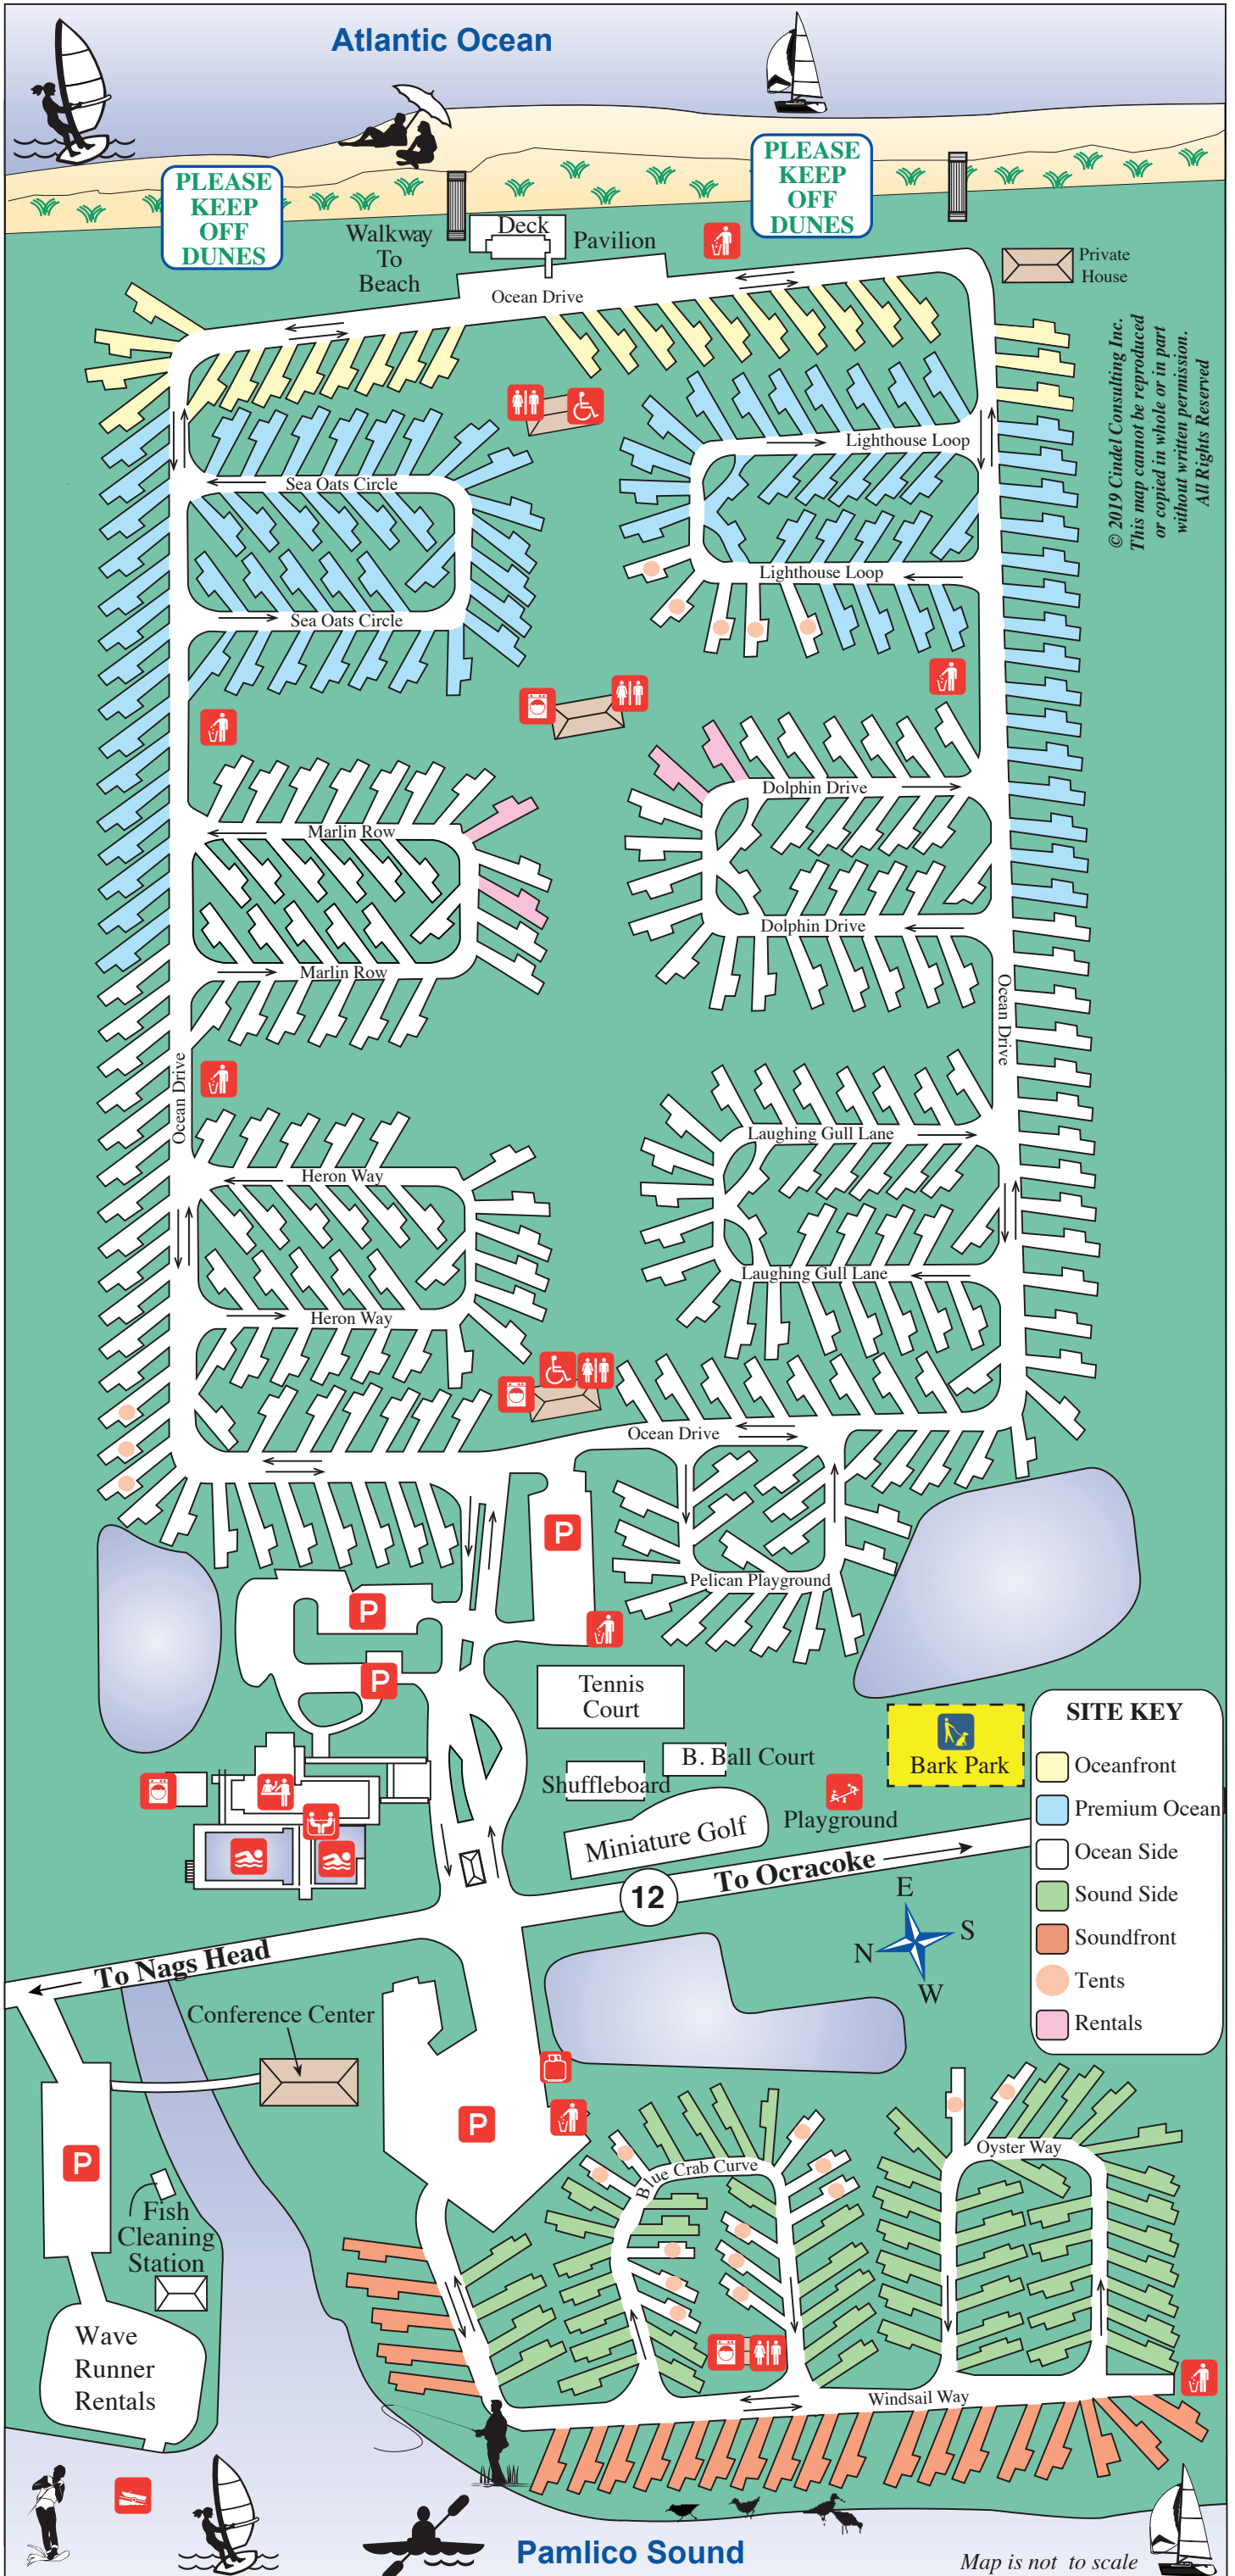 Atlantic Ocean
PLEASE
KEEP
OFF
DUNES
PLEASE
KEEP
OFF
DUNES
Walkway
To
Beach
Deck
Pavilion
Private
House
Ocean Drive
© 2019 Cindel Consulting Inc.
This map cannot be reproduced
or copied in whole or in part
without written permission.
All Rights Reserved
Lighthouse Loop
Sea Oats Circle
Lighthouse Loop
Sea Oats Circle
Dolphin Drive
Marlin Row
Dolphin Drive
Marlin Row
Ocean Drive
Ocean Drive
Laughing Gull Lane
Heron Way
Laughing Gull Lane
Heron Way
Ocean Drive
P
Pelican Playground
P
P
Tennis
Court
B. Ball Court
Shuffleboard
Bark Park
Playground
Miniature Golf
SITE KEY
Oceanfront
Premium Ocean
Ocean Side
Sound Side
Soundfront
Tents
Rentals
12
To Ocracoke
E
S
N
W
To Nags Head
Conference Center
P
P
Oyster Way
Blue Crab Curve
Fish
Cleaning
Station
Wave
Runner
Rentals
Windsail Way
Pamlico Sound
Map is not to scale